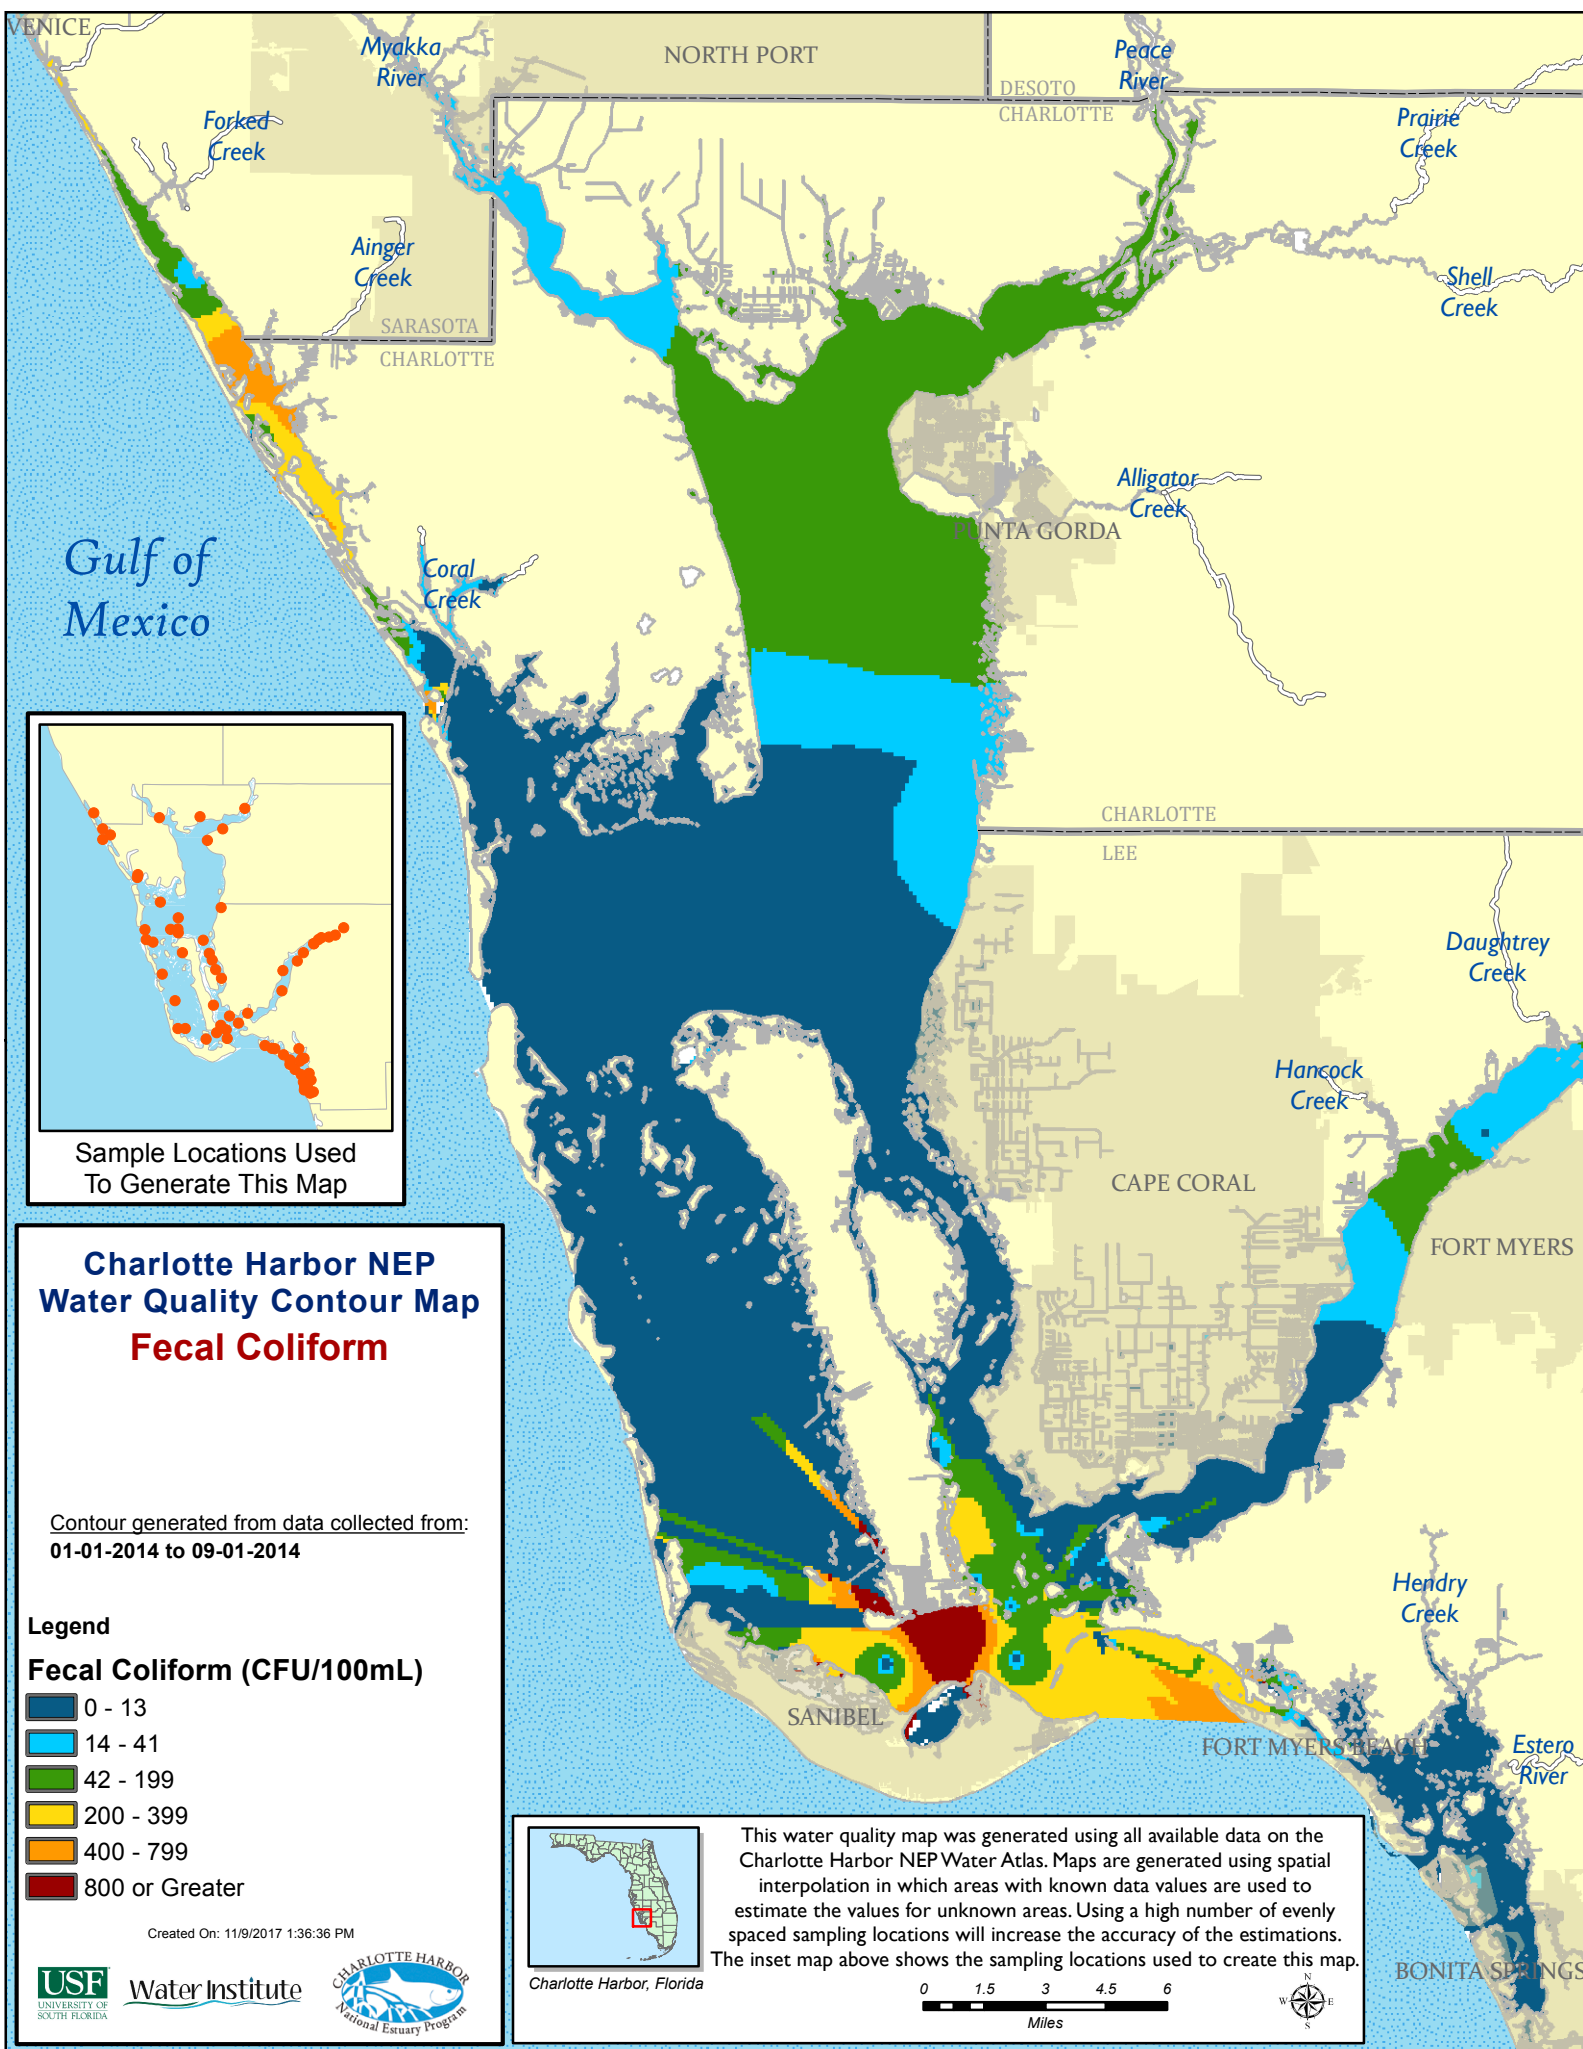 VENICE
Myakka
River
NORTH PORT
Peace
River
DESOTO
CHARLOTTE
Forked
Creek
Prairie
Creek
Ainger
Creek
Shell
Creek
SARASOTA
CHARLOTTE
Alligator
Creek
PUNTA GORDA
Gulf of
Mexico
Coral
Creek
CHARLOTTE
LEE
Daughtrey
Creek
Hancock
Creek
CAPE CORAL
FORT MYERS
Hendry
Creek
SANIBEL
FORT MYERS BEACH
Estero
River
BONITA SPRINGS
Sample Locations Used
To Generate This Map
Charlotte Harbor NEP
Water Quality Contour Map
Fecal Coliform
Contour generated from data collected from:
01-01-2014 to 09-01-2014
Legend
Fecal Coliform (CFU/100mL)
0 - 13
14 - 41
42 - 199
200 - 399
400 - 799
800 or Greater
Created On: 11/9/2017 1:36:36 PM
USF
UNIVERSITY OF
SOUTH FLORIDA
Water Institute
CHARLOTTE HARBOR
National Estuary Program
Charlotte Harbor, Florida
This water quality map was generated using all available data on the
Charlotte Harbor NEP Water Atlas. Maps are generated using spatial
interpolation in which areas with known data values are used to
estimate the values for unknown areas. Using a high number of evenly
spaced sampling locations will increase the accuracy of the estimations.
The inset map above shows the sampling locations used to create this map.
0 1.5 3 4.5 6
Miles
N
W E
S